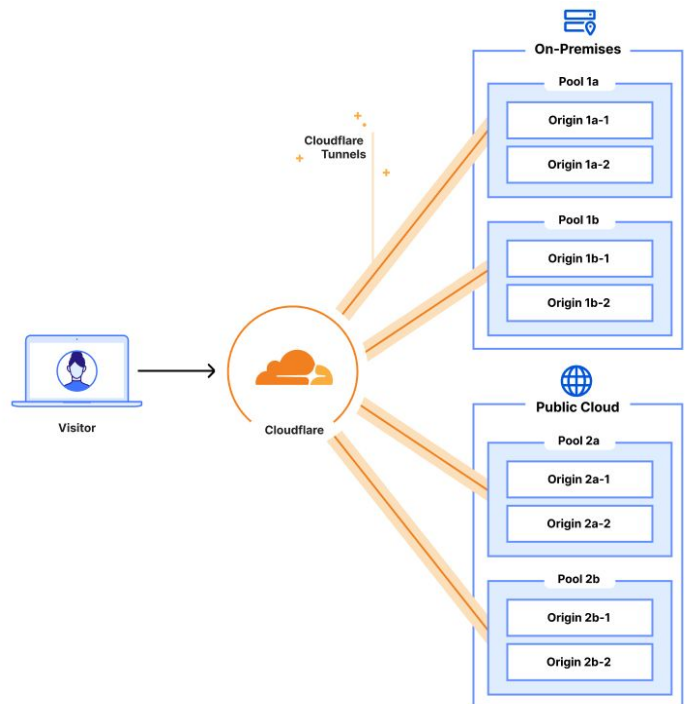 On-Premises
Pool 1a
Origin 1a-1
Origin 1a-2
Cloudflare
Tunnels
Pool 1b
Origin 1b-1
Origin 1b-2
Visitor
Cloudflare
Public Cloud
Pool 2a
Origin 2a-1
Origin 2a-2
Pool 2b
Origin 2b-1
Origin 2b-2